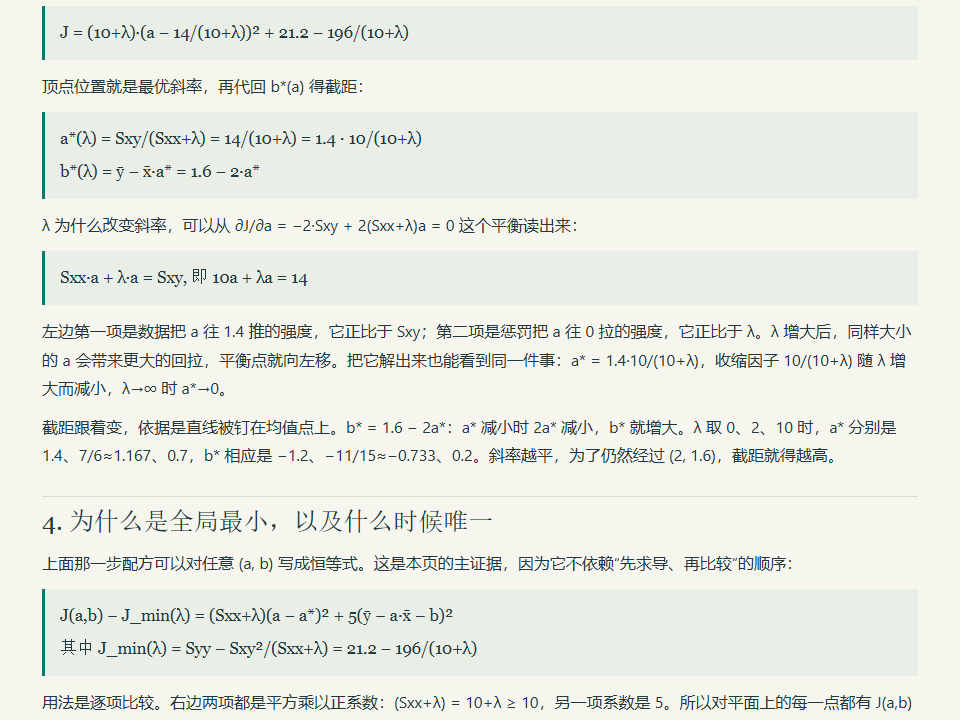 J = (10+λ)·(a − 14/(10+λ))² + 21.2 − 196/(10+λ)
顶点位置就是最优斜率，再代回 b*(a) 得截距：
a*(λ) = Sxy/(Sxx+λ) = 14/(10+λ) = 1.4 · 10/(10+λ)
b*(λ) = ȳ − x̄·a* = 1.6 − 2·a*
λ 为什么改变斜率，可以从 ∂J/∂a = −2·Sxy + 2(Sxx+λ)a = 0 这个平衡读出来：
Sxx·a + λ·a = Sxy, 即 10a + λa = 14
左边第一项是数据把 a 往 1.4 推的强度，它正比于 Sxy；第二项是惩罚把 a 往 0 拉的强度，它正比于 λ。λ 增大后，同样大小
的 a 会带来更大的回拉，平衡点就向左移。把它解出来也能看到同一件事：a* = 1.4·10/(10+λ)，收缩因子 10/(10+λ) 随 λ 增
大而减小，λ→∞ 时 a*→0。
截距跟着变，依据是直线被钉在均值点上。b* = 1.6 − 2a*：a* 减小时 2a* 减小，b* 就增大。λ 取 0、2、10 时，a* 分别是
1.4、7/6≈1.167、0.7，b* 相应是 −1.2、−11/15≈−0.733、0.2。斜率越平，为了仍然经过 (2, 1.6)，截距就得越高。
4. 为什么是全局最小，以及什么时候唯一
上面那一步配方可以对任意 (a, b) 写成恒等式。这是本页的主证据，因为它不依赖“先求导、再比较”的顺序：
J(a,b) − J_min(λ) = (Sxx+λ)(a − a*)² + 5(ȳ − a·x̄ − b)²
其中 J_min(λ) = Syy − Sxy²/(Sxx+λ) = 21.2 − 196/(10+λ)
用法是逐项比较。右边两项都是平方乘以正系数：(Sxx+λ) = 10+λ ≥ 10，另一项系数是 5。所以对平面上的每一点都有 J(a,b)